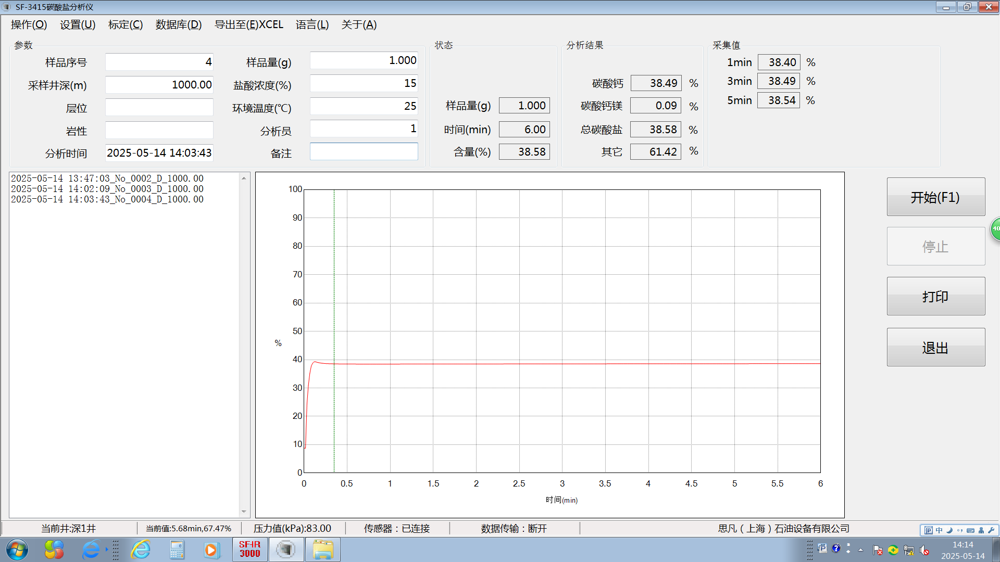 SF-3415碳酸盐分析仪
操作(O) 设置(U) 标定(C) 数据库(D) 导出至(E)XCEL 语言(L) 关于(A)
参数
样品序号 4
采样井深(m) 1000.00
层位
岩性
分析时间 2025-05-14 14:03:43
样品量(g) 1.000
盐酸浓度(%) 15
环境温度(℃) 25
分析员 1
备注
状态
样品量(g) 1.000
时间(min) 6.00
含量(%) 38.58
分析结果
碳酸钙 38.49 %
碳酸钙镁 0.09 %
总碳酸盐 38.58 %
其它 61.42 %
采集值
1min 38.40 %
3min 38.49 %
5min 38.54 %
2025-05-14 13:47:03_No_0002_D_1000.00
2025-05-14 14:02:09_No_0003_D_1000.00
2025-05-14 14:03:43_No_0004_D_1000.00
100
90
80
70
60
50
%
40
30
20
10
0
0 0.5 1 1.5 2 2.5 3 3.5 4 4.5 5 5.5 6
时间(min)
开始(F1)
40
停止
打印
退出
当前井:深1井 当前值:5.68min,67.47% 压力值(kPa):83.00 传感器：已连接 数据传输：断开 思凡（上海）石油设备有限公司
中
SF-IR
3000
14:14
2025-05-14